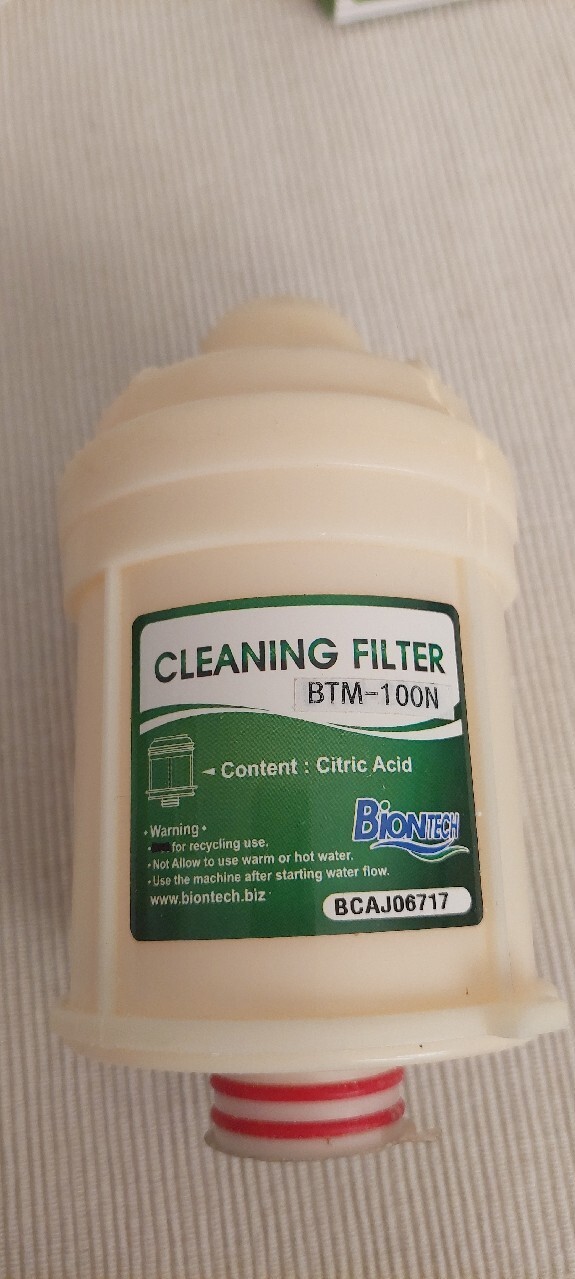 CLEANING FILTER
BTM-100N
Content : Citric Acid
BIONTECH
• Warning •
for recycling use.
• Not Allow to use warm or hot water.
• Use the machine after starting water flow.
www.biontech.biz
BCAJ06717